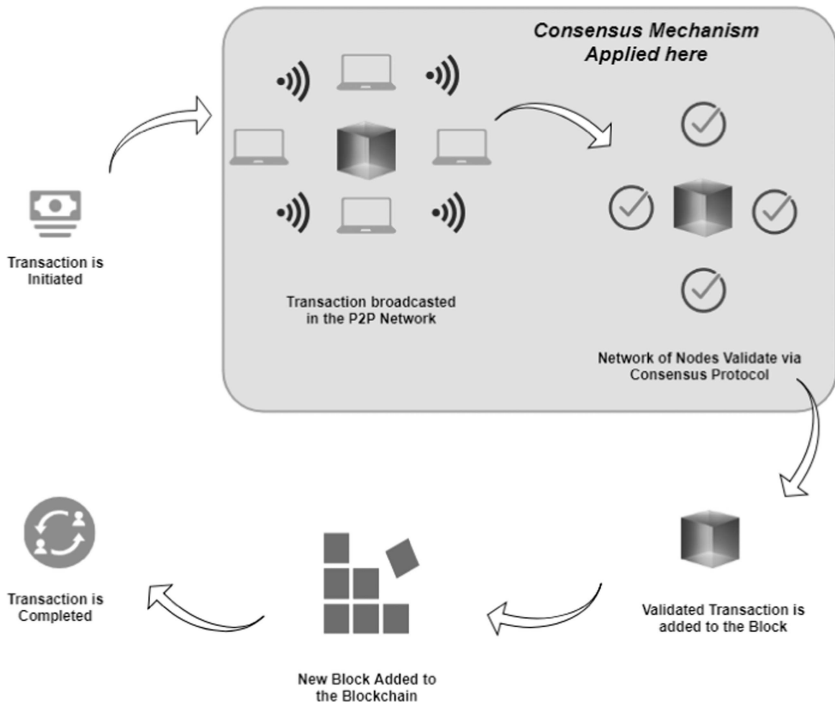 Consensus Mechanism
Applied here
Transaction is
Initiated
Transaction broadcasted
in the P2P Network
Network of Nodes Validate via
Consensus Protocol
Validated Transaction is
added to the Block
New Block Added to
the Blockchain
Transaction is
Completed